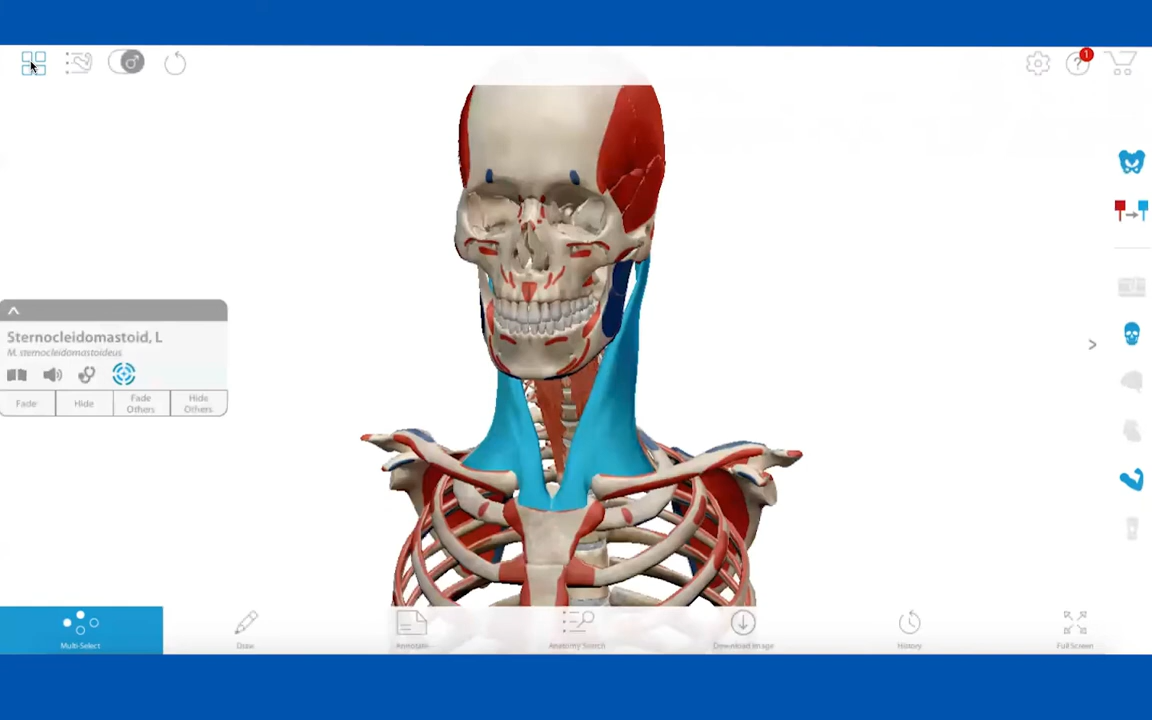 1
Sternocleidomastoid, L
M. sternocleidomastoideus
Fade
Hide
Fade Others
Hide Others
Multi-Select
Draw
Annotate
Anatomy Search
Download Image
History
Full Screen